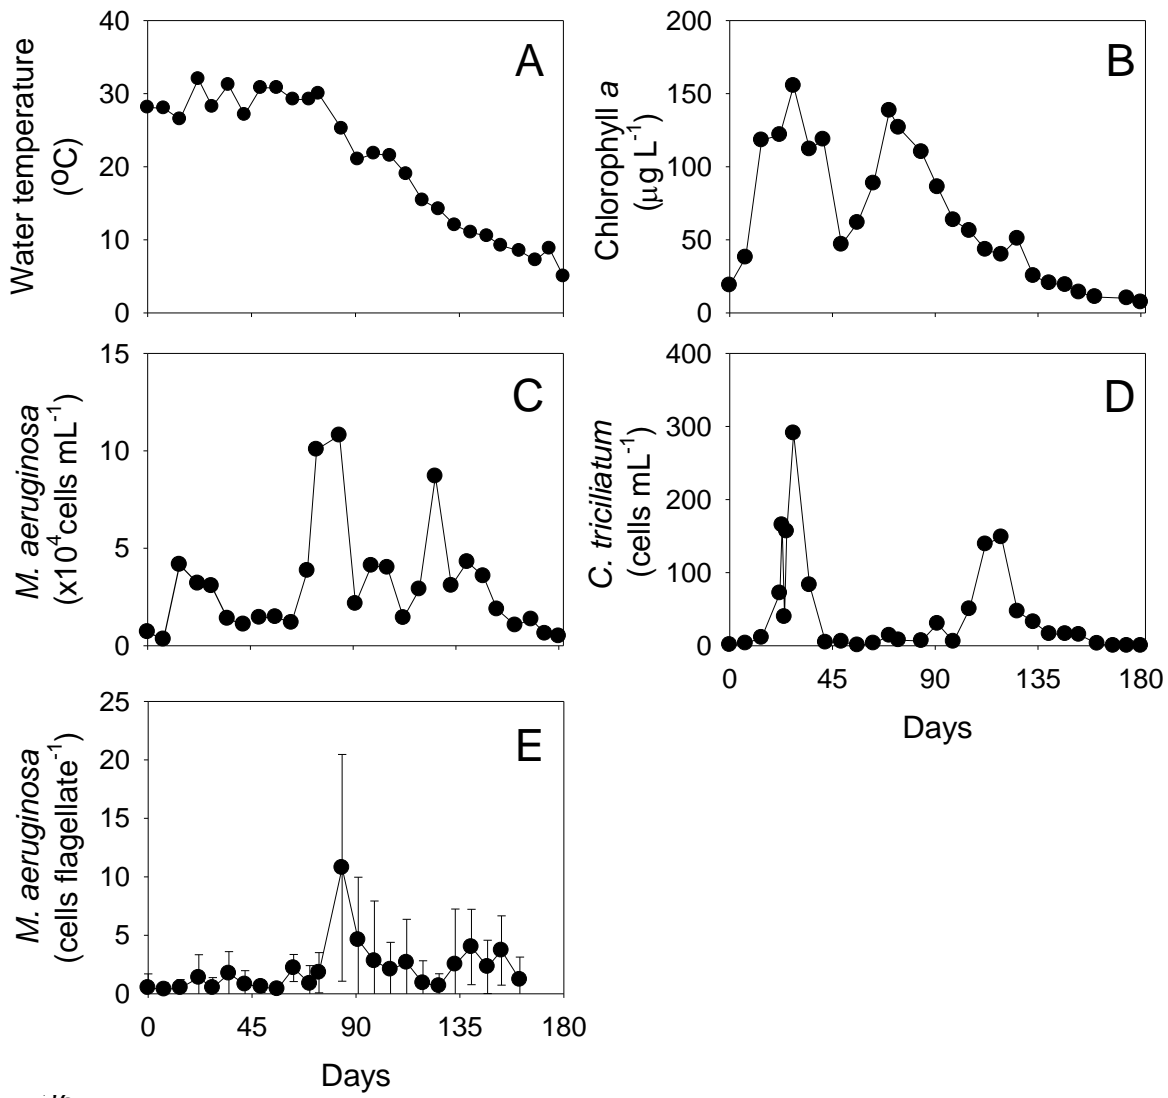 40
30
20
10
0
Water temperature
(ºC)
A
200
150
100
50
0
Chlorophyll a
(μg L-1)
B
15
10
5
0
M. aeruginosa
(x10⁴cells mL-1)
C
400
300
200
100
0
C. triciliatum
(cells mL-1)
D
0 45 90 135 180
Days
25
20
15
10
5
0
M. aeruginosa
(cells flagellate-1)
E
0 45 90 135 180
Days